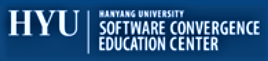 HYU
HANYANG UNIVERSITY
SOFTWARE CONVERGENCE
EDUCATION CENTER